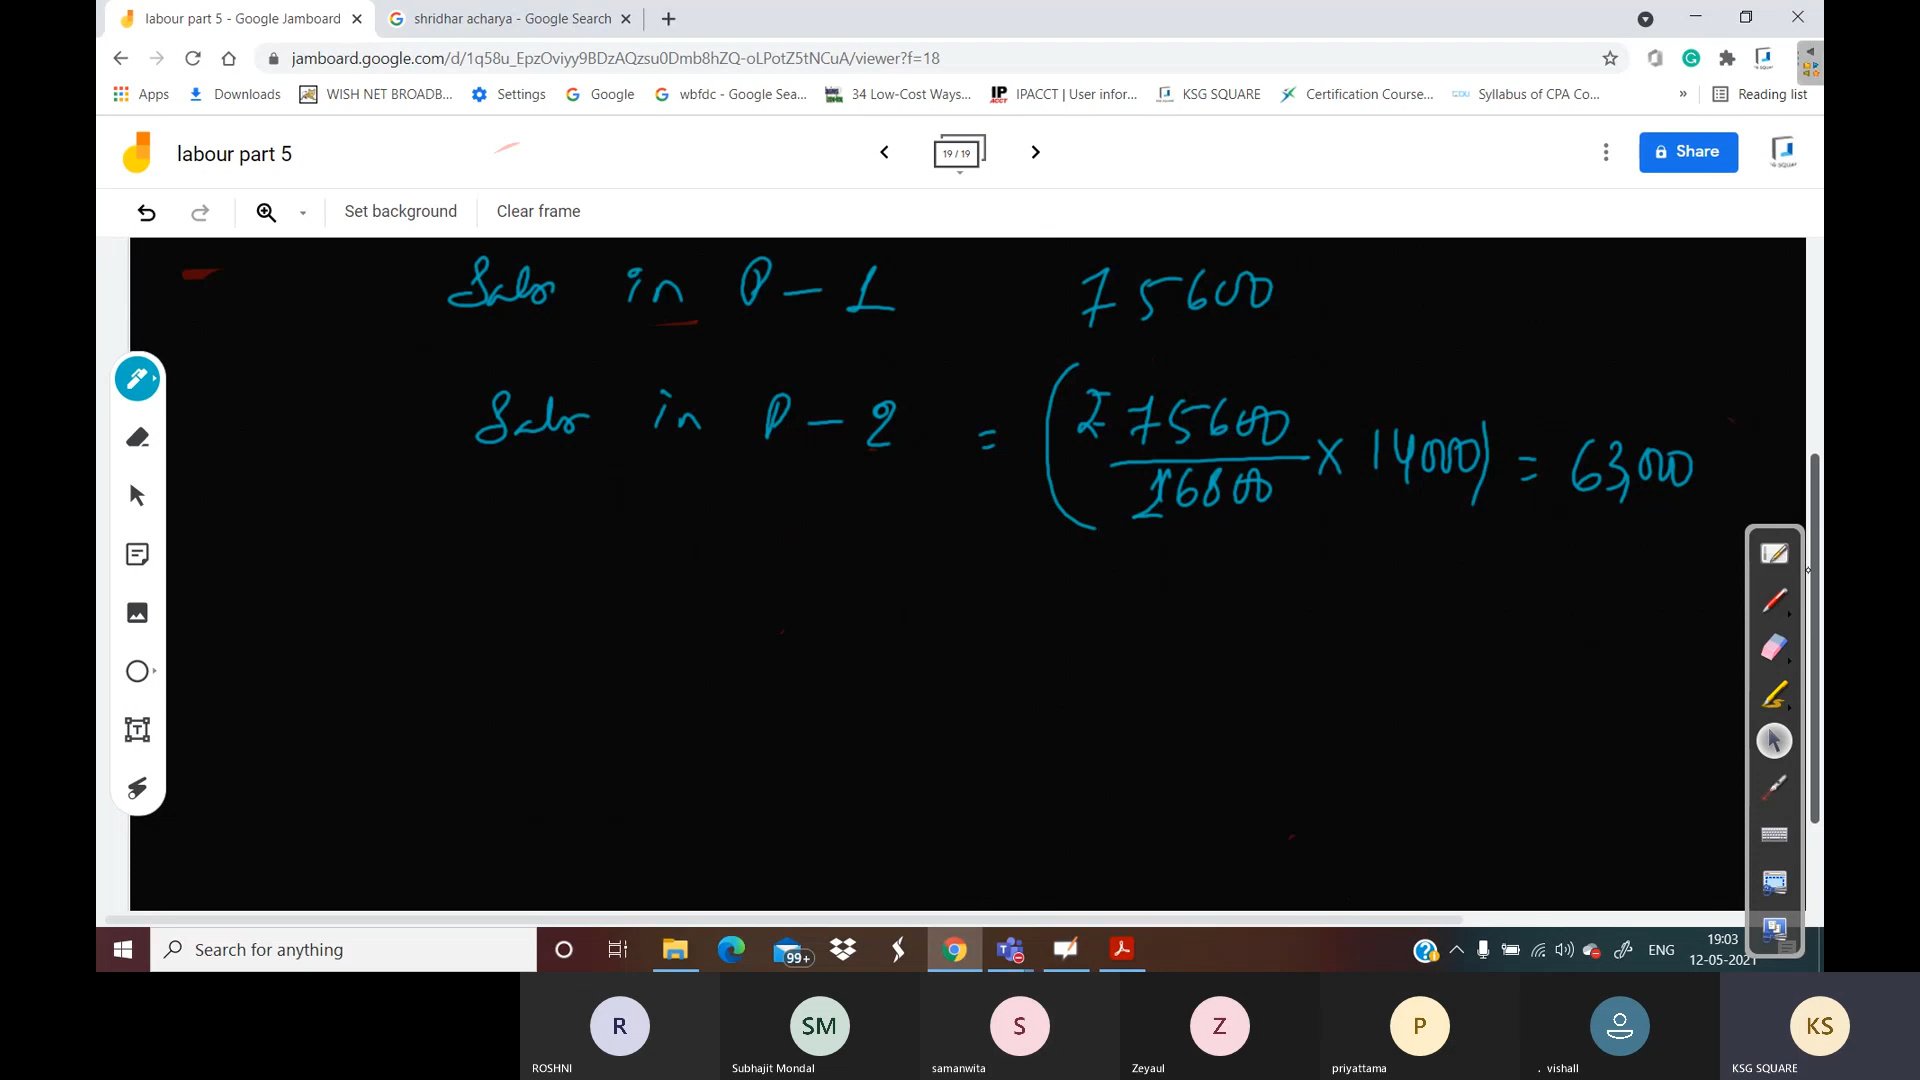 labour part 5 - Google Jamboard
shridhar acharya - Google Search
jamboard.google.com/d/1q58u_EpzOviyy9BDzAQzsu0Dmb8hZQ-oLPotZ5tNCuA/viewer?f=18
Apps
Downloads
WISH NET BROADB...
Settings
Google
wbfdc - Google Sea...
34 Low-Cost Ways...
IPACCT | User infor...
KSG SQUARE
Certification Course...
Syllabus of CPA Co...
»
Reading list
labour part 5
19 / 19
Share
Set background
Clear frame
Sales in P - 1 75600
Sales in P - 2 = ( 75600 / 16800 × 14000) = 63,000
Search for anything
99+
ENG
19:03
12-05-2021
R
SM
S
Z
P
KS
ROSHNI
Subhajit Mondal
samanwita
Zeyaul
priyattama
. vishall
KSG SQUARE